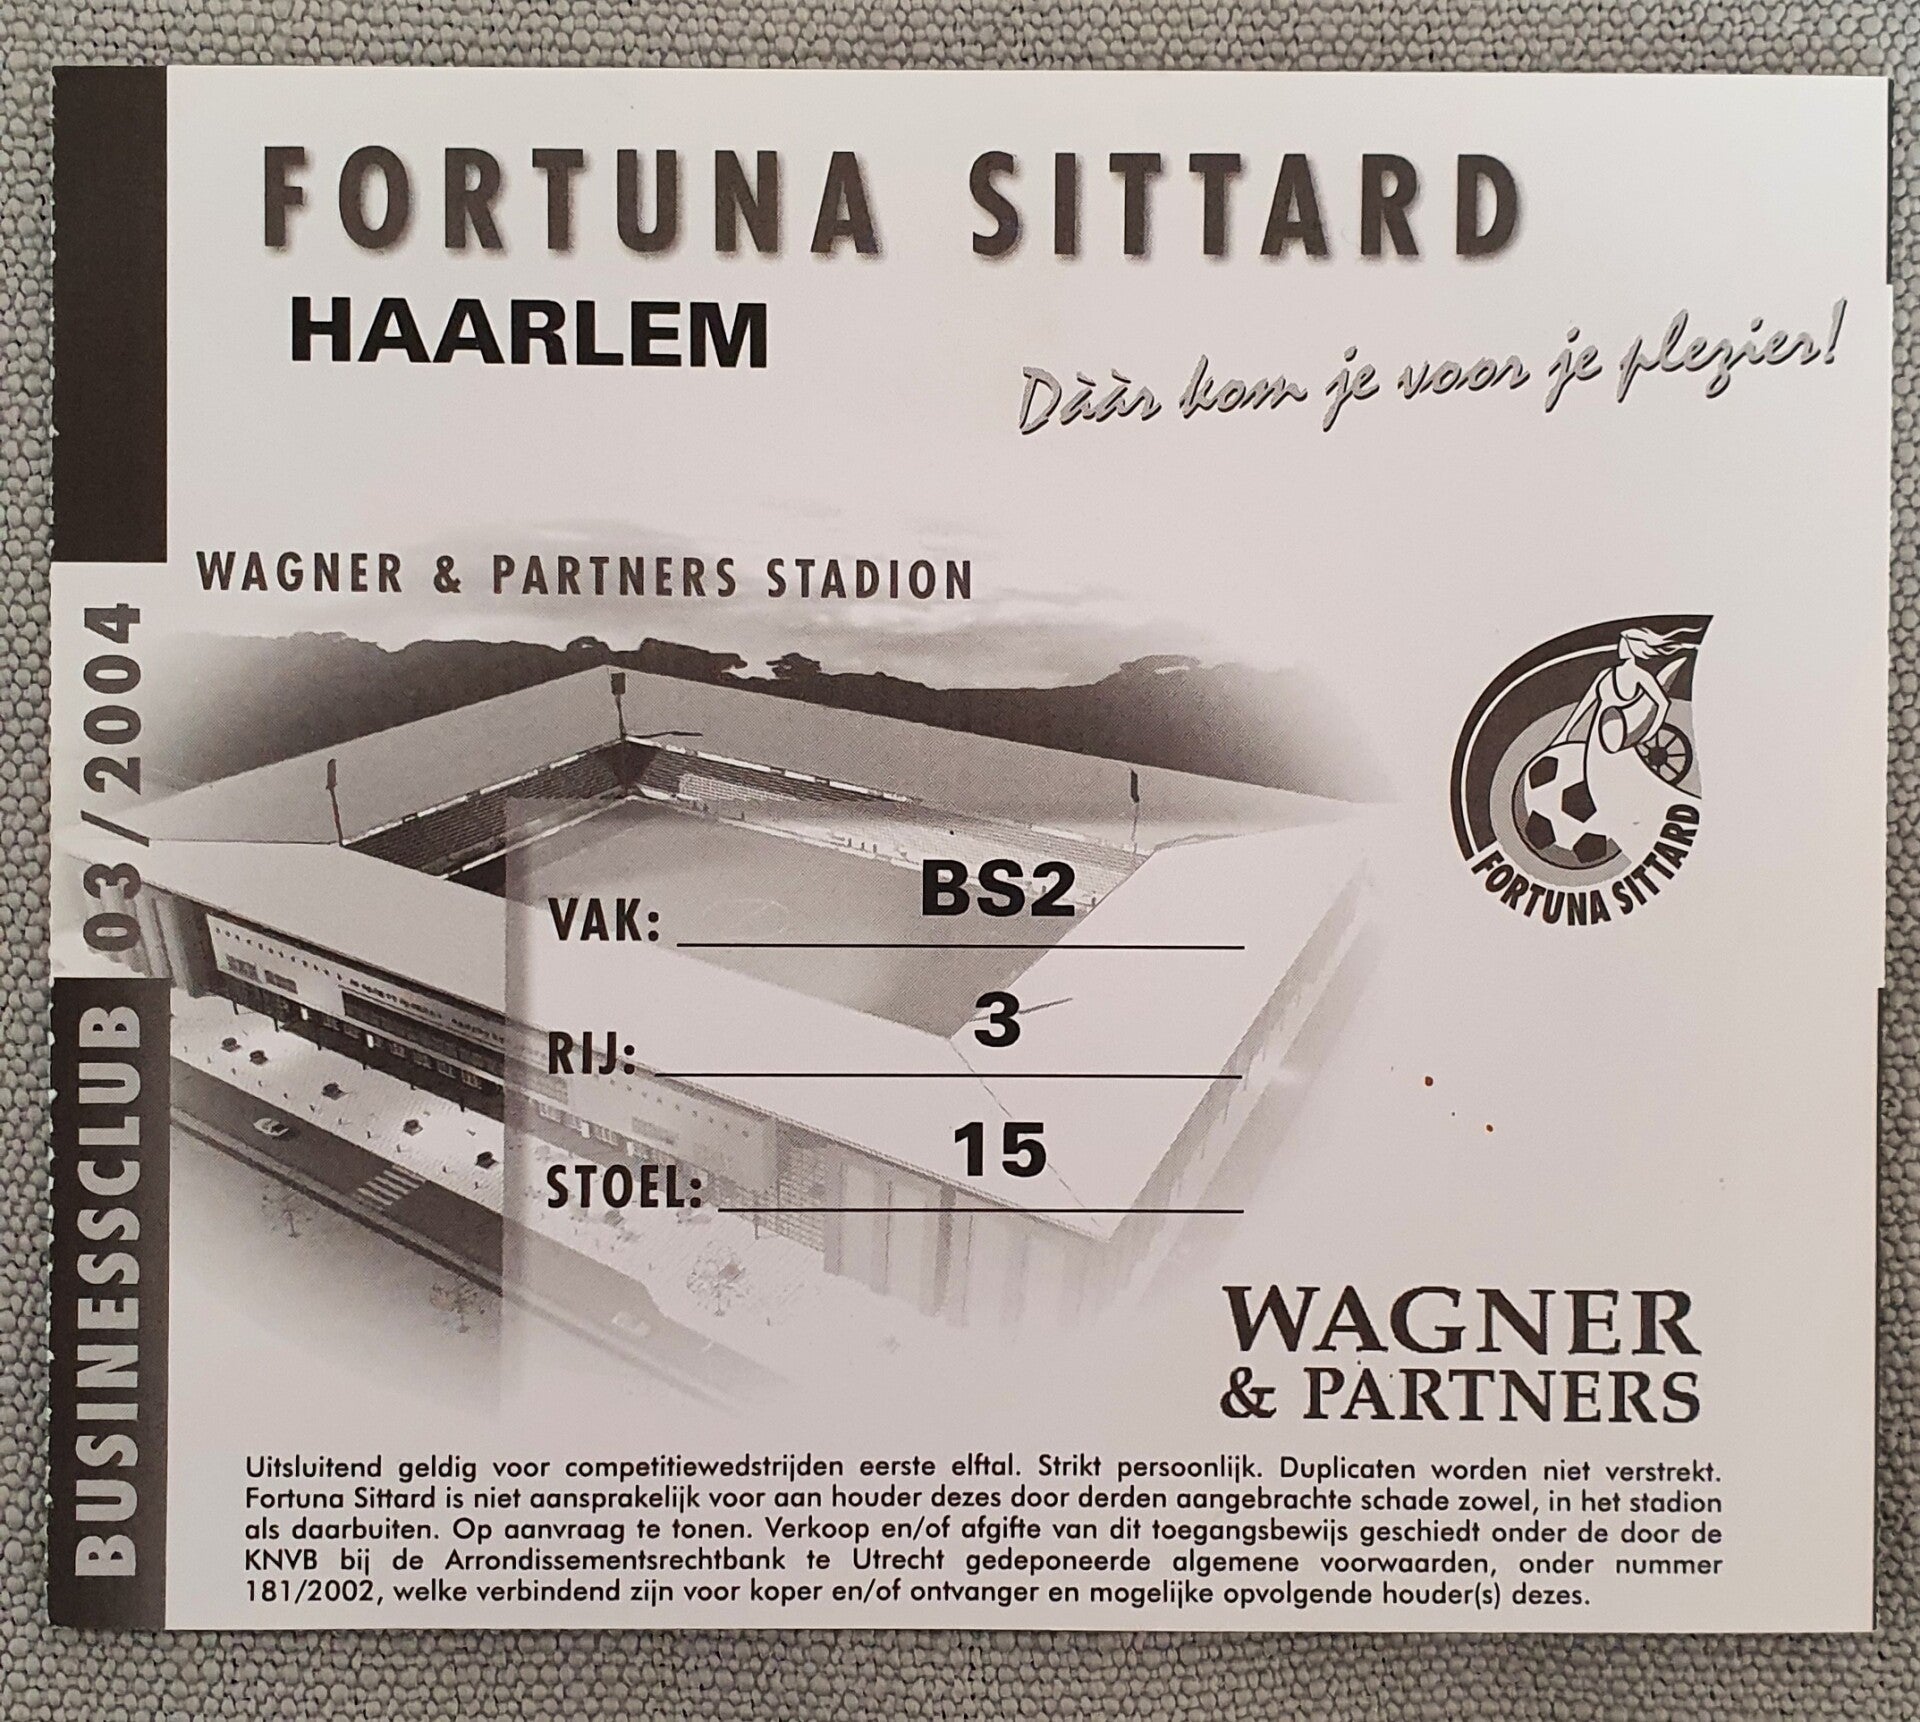 FORTUNA SITTARD
HAARLEM
Dààr kom je voor je plezier!
WAGNER & PARTNERS STADION
BUSINESSCLUB 03/2004
FORTUNA SITTARD
VAK: BS2
RIJ: 3
STOEL: 15
WAGNER
& PARTNERS
Uitsluitend geldig voor competitiewedstrijden eerste elftal. Strikt persoonlijk. Duplicaten worden niet verstrekt.
Fortuna Sittard is niet aansprakelijk voor aan houder dezes door derden aangebrachte schade zowel, in het stadion
als daarbuiten. Op aanvraag te tonen. Verkoop en/of afgifte van dit toegangsbewijs geschiedt onder de door de
KNVB bij de Arrondissementsrechtbank te Utrecht gedeponeerde algemene voorwaarden, onder nummer
181/2002, welke verbindend zijn voor koper en/of ontvanger en mogelijke opvolgende houder(s) dezes.